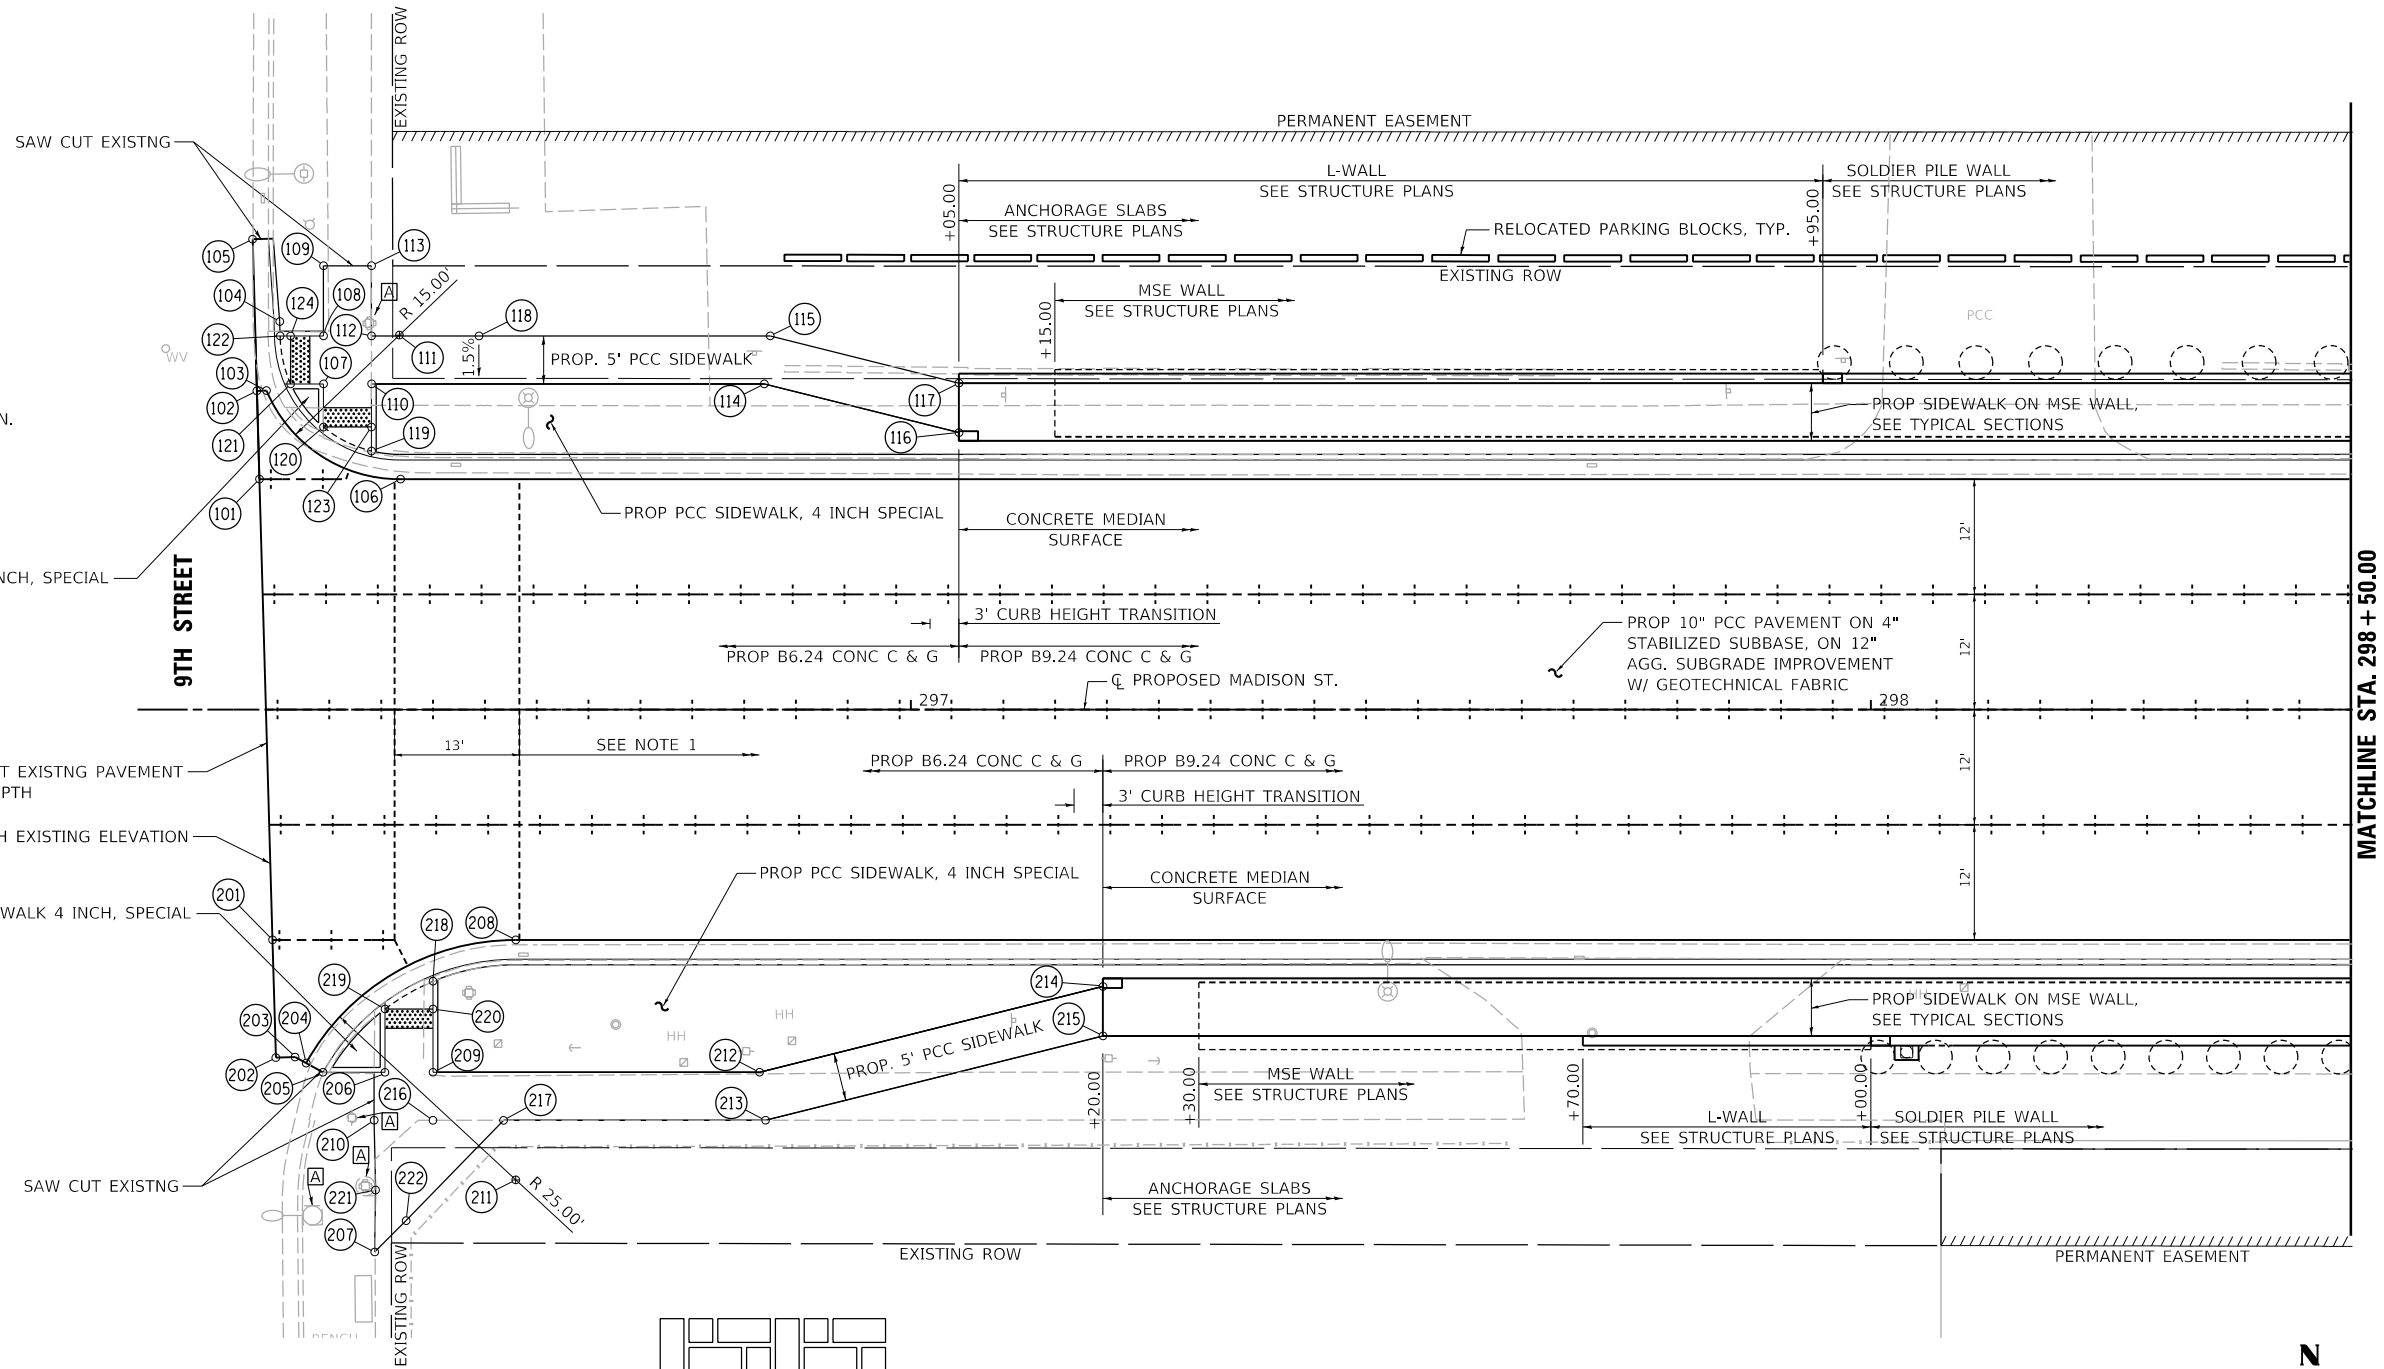 EXISTING ROW
SAW CUT EXISTNG
PERMANENT EASEMENT
L-WALL
SEE STRUCTURE PLANS
SOLDIER PILE WALL
SEE STRUCTURE PLANS
+05.00
+95.00
ANCHORAGE SLABS
SEE STRUCTURE PLANS
RELOCATED PARKING BLOCKS, TYP.
105
109
113
EXISTING ROW
104
124
108
A
R 15.00'
MSE WALL
SEE STRUCTURE PLANS
+15.00
118
115
PCC
122
112
111
WV
1.5%
PROP. 5' PCC SIDEWALK
103
107
102
110
114
117
PROP SIDEWALK ON MSE WALL,
SEE TYPICAL SECTIONS
N.
121
120
119
116
101
123
106
PROP PCC SIDEWALK, 4 INCH SPECIAL
CONCRETE MEDIAN
SURFACE
12'
NCH, SPECIAL
9TH STREET
3' CURB HEIGHT TRANSITION
PROP 10" PCC PAVEMENT ON 4"
STABILIZED SUBBASE, ON 12"
AGG. SUBGRADE IMPROVEMENT
W/ GEOTECHNICAL FABRIC
12'
PROP B6.24 CONC C & G
PROP B9.24 CONC C & G
℄ PROPOSED MADISON ST.
297
298
MATCHLINE STA. 298+50.00
13'
SEE NOTE 1
T EXISTNG PAVEMENT
PTH
PROP B6.24 CONC C & G
PROP B9.24 CONC C & G
12'
3' CURB HEIGHT TRANSITION
H EXISTING ELEVATION
PROP PCC SIDEWALK, 4 INCH SPECIAL
CONCRETE MEDIAN
SURFACE
12'
201
WALK 4 INCH, SPECIAL
218
208
219
214
HH
PROP SIDEWALK ON MSE WALL,
SEE TYPICAL SECTIONS
203
204
220
HH
HH
215
202
205
206
209
212
PROP. 5' PCC SIDEWALK
MSE WALL
SEE STRUCTURE PLANS
216
217
213
+20.00
+30.00
+70.00
+00.00
A
210
L-WALL
SEE STRUCTURE PLANS
SOLDIER PILE WALL
SEE STRUCTURE PLANS
A
A
SAW CUT EXISTNG
221
222
211
R 25.00'
ANCHORAGE SLABS
SEE STRUCTURE PLANS
207
EXISTING ROW
PERMANENT EASEMENT
EXISTING ROW
N